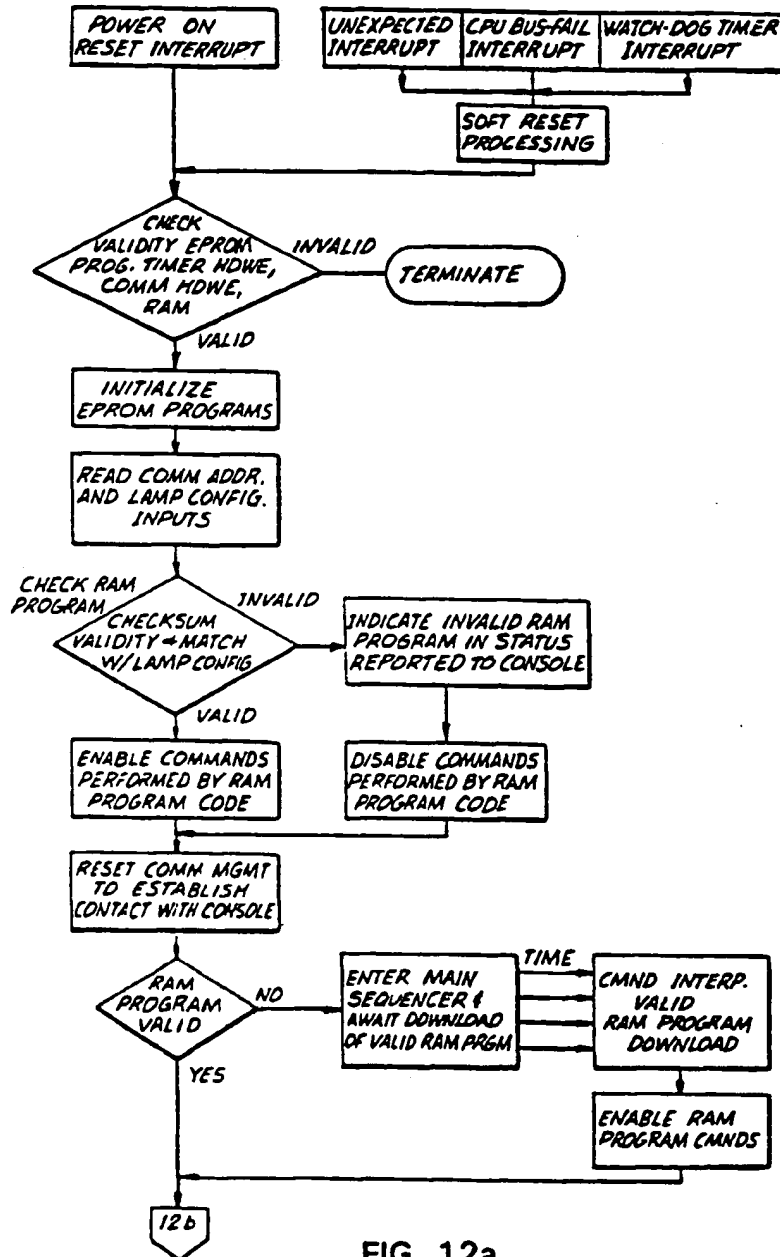 POWER ON
RESET INTERRUPT
UNEXPECTED
INTERRUPT
CPU BUS-FAIL
INTERRUPT
WATCH-DOG TIMER
INTERRUPT
SOFT RESET
PROCESSING
CHECK
VALIDITY EPROM
PROG. TIMER HDWE,
COMM HDWE,
RAM
INVALID
TERMINATE
VALID
INITIALIZE
EPROM PROGRAMS
READ COMM ADDR.
AND LAMP CONFIG.
INPUTS
CHECK RAM
PROGRAM
CHECKSUM
VALIDITY & MATCH
W/LAMP CONFIG
INVALID
INDICATE INVALID RAM
PROGRAM IN STATUS
REPORTED TO CONSOLE
VALID
ENABLE COMMANDS
PERFORMED BY RAM
PROGRAM CODE
DISABLE COMMANDS
PERFORMED BY RAM
PROGRAM CODE
RESET COMM MGMT
TO ESTABLISH
CONTACT WITH CONSOLE
RAM
PROGRAM
VALID
NO
ENTER MAIN
SEQUENCER &
AWAIT DOWNLOAD
OF VALID RAM PRGM
TIME
CMND INTERP.
VALID
RAM PROGRAM
DOWNLOAD
YES
ENABLE RAM
PROGRAM CMNDS
12b
FIG. 12a